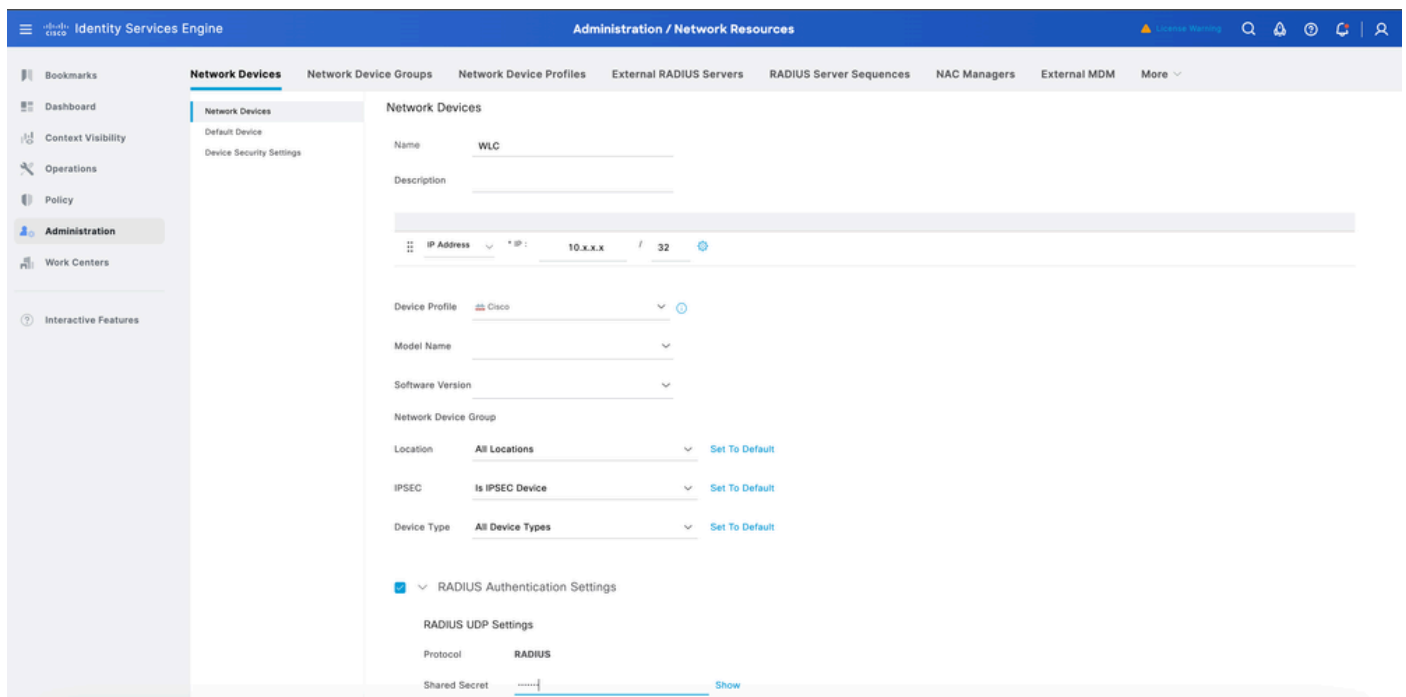 cisco Identity Services Engine
Administration / Network Resources
License Warning
Bookmarks
Dashboard
Context Visibility
Operations
Policy
Administration
Work Centers
Interactive Features
Network Devices Network Device Groups Network Device Profiles External RADIUS Servers RADIUS Server Sequences NAC Managers External MDM More
Network Devices
Default Device
Device Security Settings
Network Devices
Name WLC
Description
IP Address * IP : 10.x.x.x / 32
Device Profile Cisco
Model Name
Software Version
Network Device Group
Location All Locations Set To Default
IPSEC Is IPSEC Device Set To Default
Device Type All Device Types Set To Default
RADIUS Authentication Settings
RADIUS UDP Settings
Protocol RADIUS
Shared Secret ······· Show